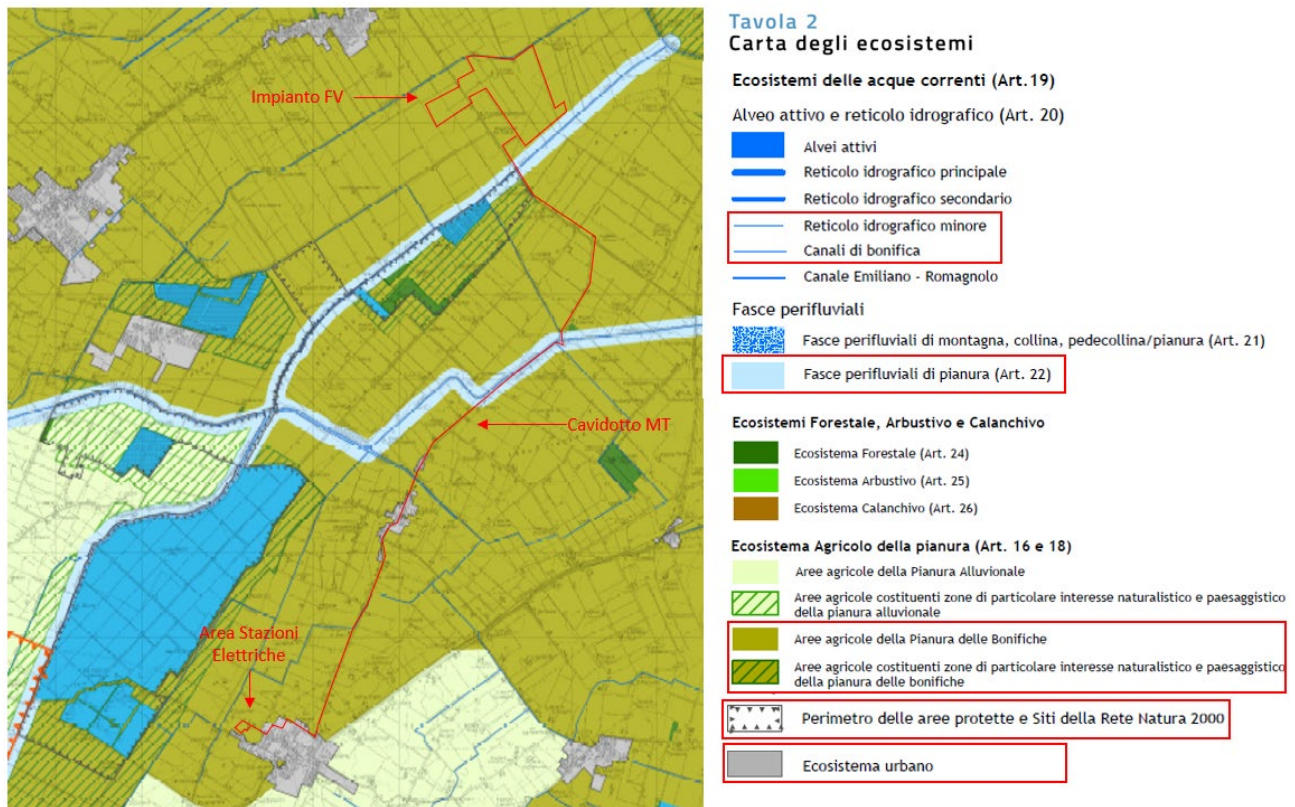 Tavola 2
Carta degli ecosistemi
Ecosistemi delle acque correnti (Art.19)
Alveo attivo e reticolo idrografico (Art. 20)
Alvei attivi
Reticolo idrografico principale
Reticolo idrografico secondario
Reticolo idrografico minore
Canali di bonifica
Canale Emiliano - Romagnolo
Fasce perifluviali
Fasce perifluviali di montagna, collina, pedecollina/pianura (Art. 21)
Fasce perifluviali di pianura (Art. 22)
Ecosistemi Forestale, Arbustivo e Calanchivo
Ecosistema Forestale (Art. 24)
Ecosistema Arbustivo (Art. 25)
Ecosistema Calanchivo (Art. 26)
Ecosistema Agricolo della pianura (Art. 16 e 18)
Aree agricole della Pianura Alluvionale
Aree agricole costituenti zone di particolare interesse naturalistico e paesaggistico
della pianura alluvionale
Aree agricole della Pianura delle Bonifiche
Aree agricole costituenti zone di particolare interesse naturalistico e paesaggistico
della pianura delle bonifiche
Perimetro delle aree protette e Siti della Rete Natura 2000
Ecosistema urbano
Impianto FV
Cavidotto MT
Area Stazioni
Elettriche